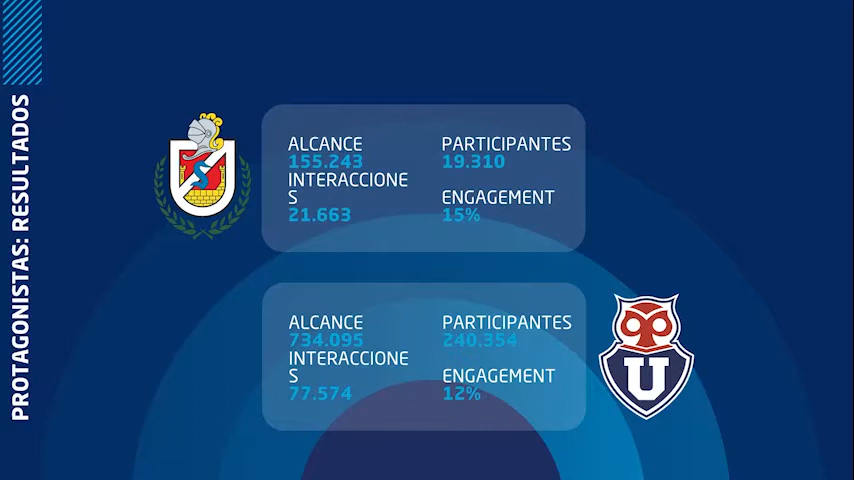 PROTAGONISTAS: RESULTADOS
ALCANCE
155.243
INTERACCIONE
S
21.663
PARTICIPANTES
19.310
ENGAGEMENT
15%
ALCANCE
734.095
INTERACCIONE
S
77.574
PARTICIPANTES
240.354
ENGAGEMENT
12%
S
U